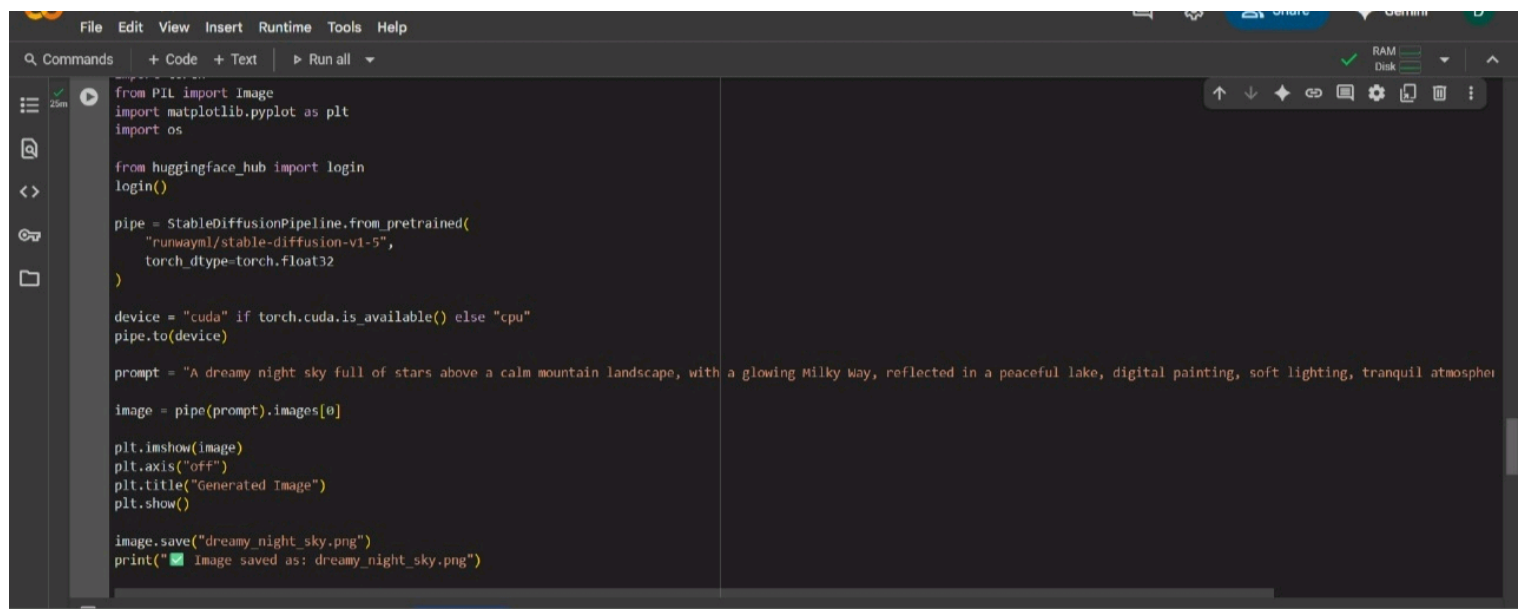 Share
Gemini
File Edit View Insert Runtime Tools Help
Commands + Code + Text Run all
RAM
Disk
25m
import torch
from PIL import Image
import matplotlib.pyplot as plt
import os
from huggingface_hub import login
login()
pipe = StableDiffusionPipeline.from_pretrained(
"runwayml/stable-diffusion-v1-5",
torch_dtype=torch.float32
)
device = "cuda" if torch.cuda.is_available() else "cpu"
pipe.to(device)
prompt = "A dreamy night sky full of stars above a calm mountain landscape, with a glowing Milky Way, reflected in a peaceful lake, digital painting, soft lighting, tranquil atmospher
image = pipe(prompt).images[0]
plt.imshow(image)
plt.axis("off")
plt.title("Generated Image")
plt.show()
image.save("dreamy_night_sky.png")
print("✅ Image saved as: dreamy_night_sky.png")